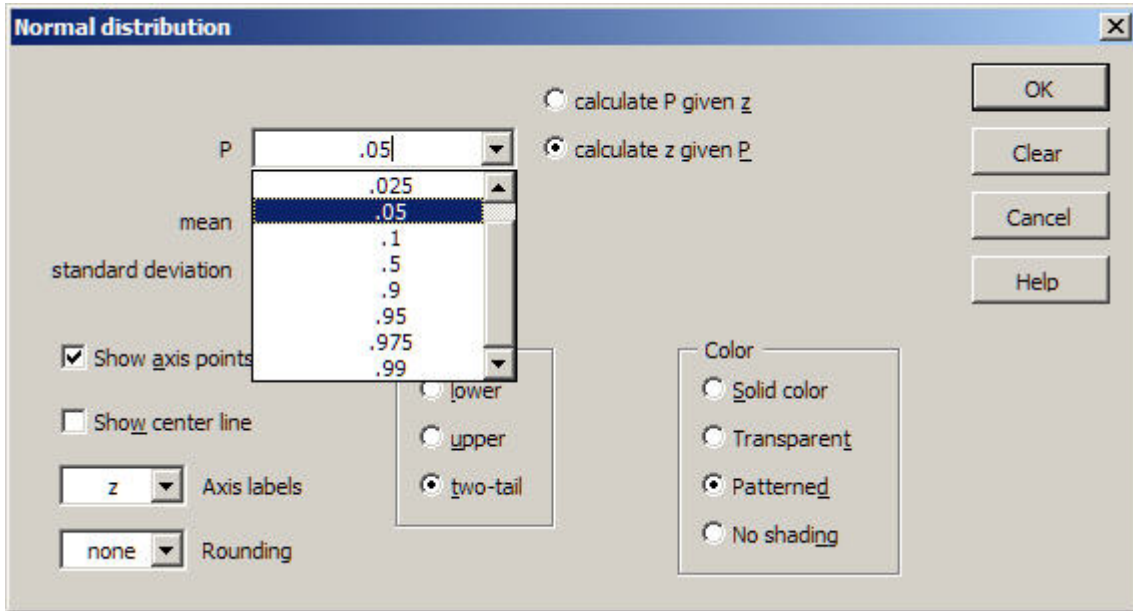 Normal distribution
calculate P given z
OK
P
.05
calculate z given P
Clear
.025
.05
mean
Cancel
.1
standard deviation
.5
.9
Help
.95
.975
Show axis points
.99
Color
lower
Solid color
Show center line
upper
Transparent
z
Axis labels
two-tail
Patterned
none
Rounding
No shading